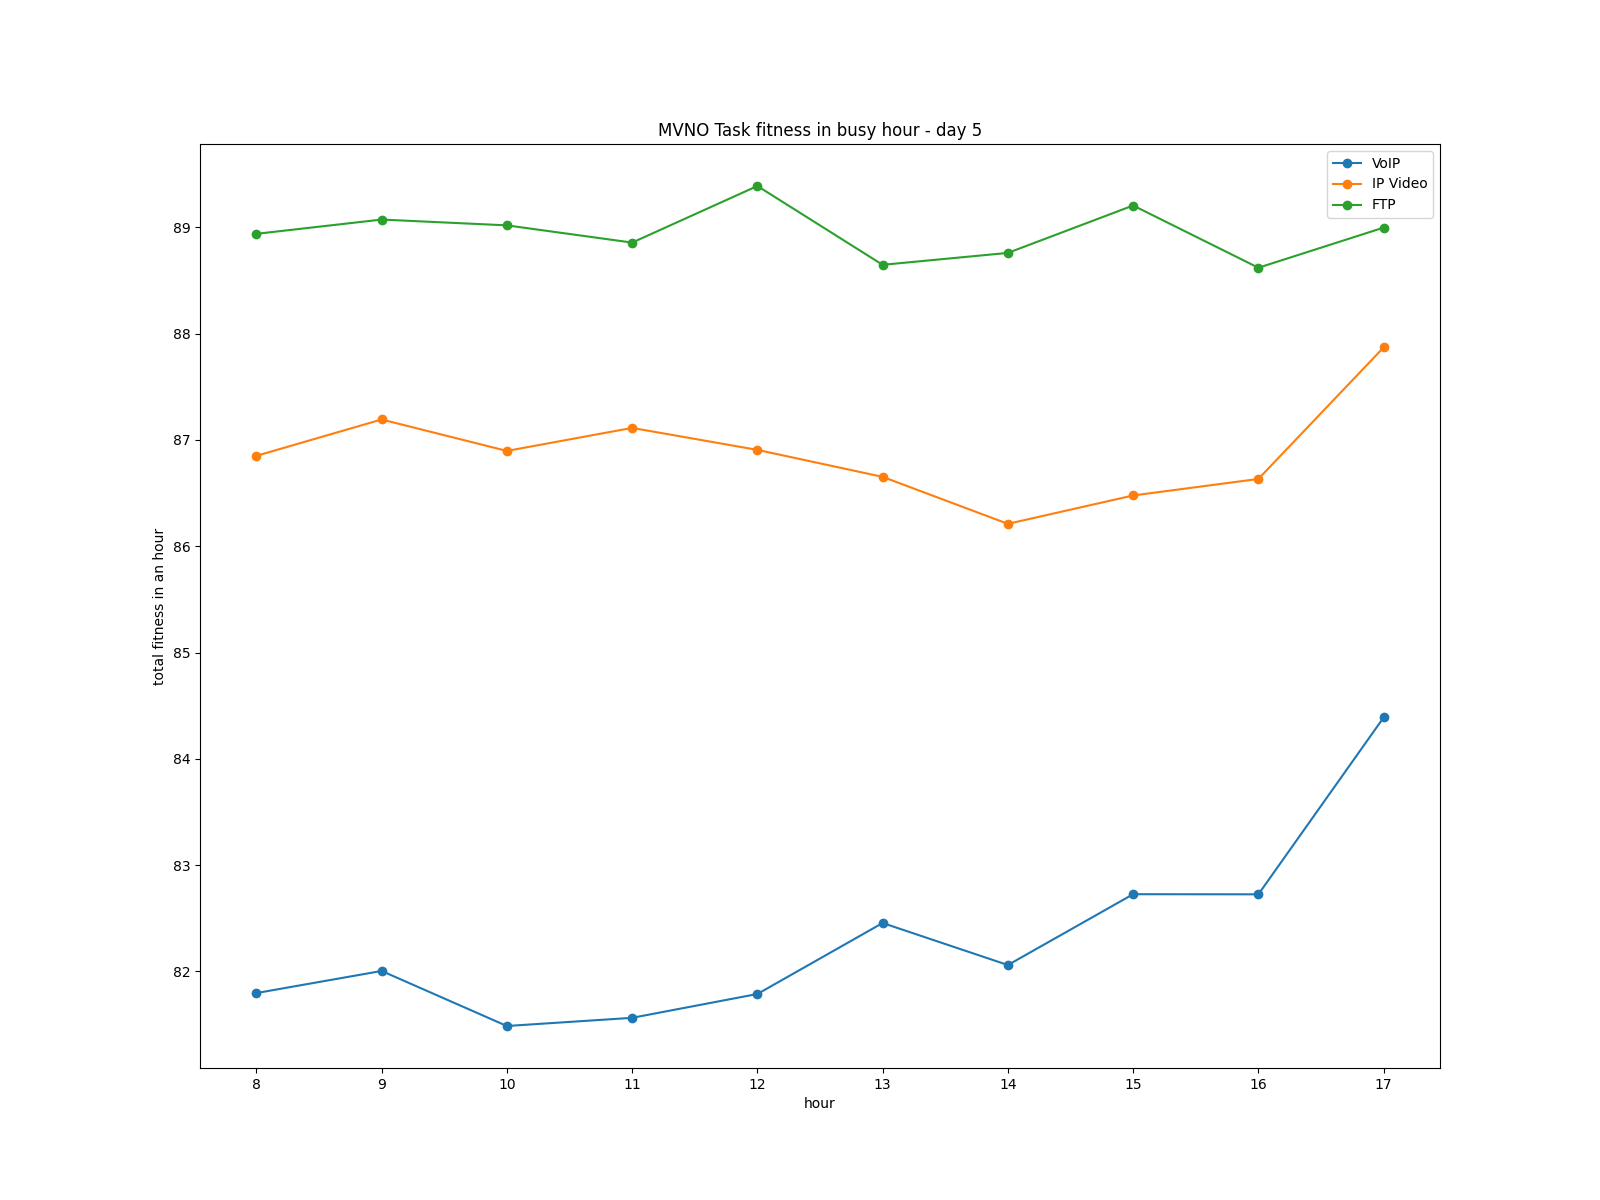 MVNO Task fitness in busy hour - day 5
VoIP
IP Video
FTP
89
88
87
86
85
84
83
82
total fitness in an hour
8 9 10 11 12 13 14 15 16 17
hour